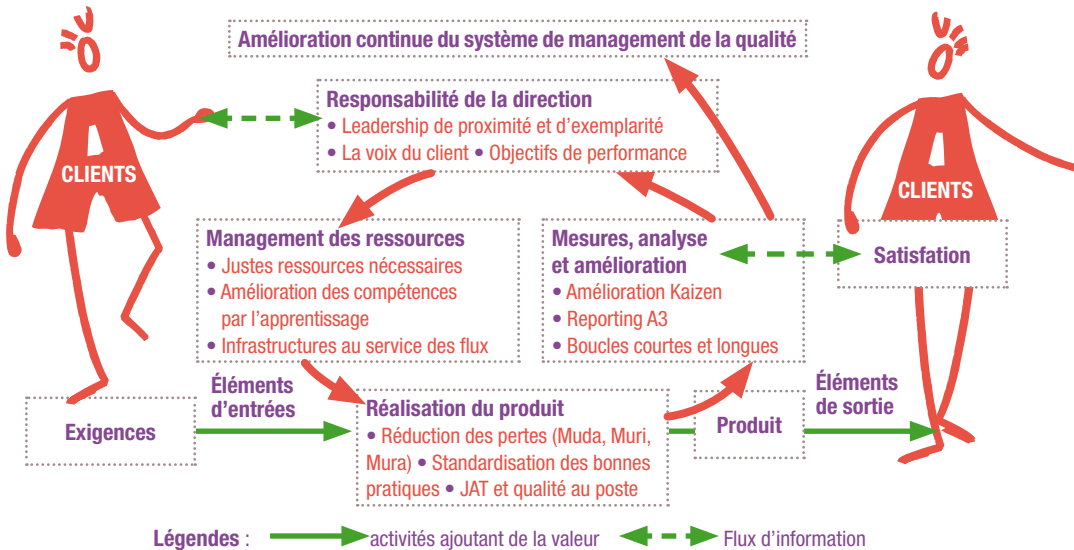 Amélioration continue du système de management de la qualité
Responsabilité de la direction
• Leadership de proximité et d'exemplarité
• La voix du client • Objectifs de performance
CLIENTS
CLIENTS
Management des ressources
• Justes ressources nécessaires
• Amélioration des compétences
par l'apprentissage
• Infrastructures au service des flux
Mesures, analyse
et amélioration
• Amélioration Kaizen
• Reporting A3
• Boucles courtes et longues
Satisfation
Éléments
d'entrées
Exigences
Réalisation du produit
• Réduction des pertes (Muda, Muri,
Mura) • Standardisation des bonnes
pratiques • JAT et qualité au poste
Produit
Éléments
de sortie
Légendes : activités ajoutant de la valeur Flux d'information